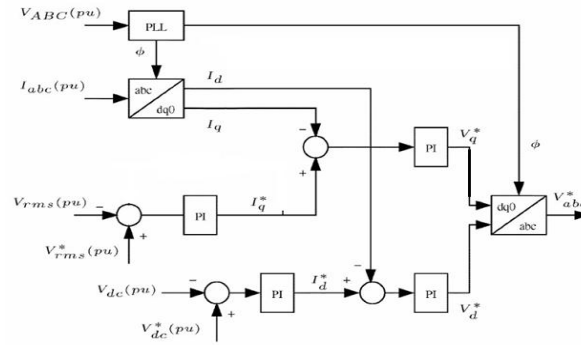 V_ABC(pu)
PLL
ϕ
I_abc(pu)
abc
dq0
I_d
I_q
−
+
PI
V_q^*
ϕ
V_rms(pu)
−
+
V_rms^*(pu)
PI
I_q^*
dq0
abc
V_abc^*
V_dc(pu)
−
+
V_dc^*(pu)
PI
I_d^*
−
+
PI
V_d^*